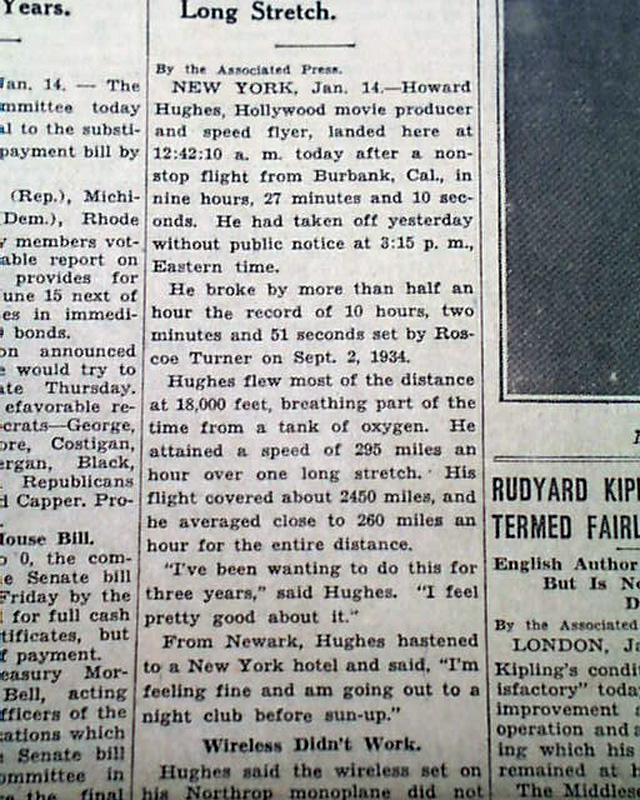 Years.
Jan. 14. — The
mmittee today
al to the substi-
payment bill by
(Rep.), Michi-
Dem.), Rhode
y members vot-
able report on
provides for
une 15 next of
es in immedi-
bonds.
on announced
e would try to
ate Thursday.
efavorable re-
crats—George,
ore, Costigan,
ergan, Black,
Republicans
d Capper. Pro-
House Bill.
0, the com-
e Senate bill
Friday by the
for full cash
tificates, but
f payment.
easury Mor-
Bell, acting
fficers of the
ations which
Senate bill
ommittee in
the final
Long Stretch.
By the Associated Press.
NEW YORK, Jan. 14.—Howard
Hughes, Hollywood movie producer
and speed flyer, landed here at
12:42:10 a. m. today after a non-
stop flight from Burbank, Cal., in
nine hours, 27 minutes and 10 sec-
onds. He had taken off yesterday
without public notice at 3:15 p. m.,
Eastern time.
He broke by more than half an
hour the record of 10 hours, two
minutes and 51 seconds set by Ros-
coe Turner on Sept. 2, 1934.
Hughes flew most of the distance
at 18,000 feet, breathing part of the
time from a tank of oxygen. He
attained a speed of 295 miles an
hour over one long stretch. His
flight covered about 2450 miles, and
he averaged close to 260 miles an
hour for the entire distance.
"I've been wanting to do this for
three years," said Hughes. "I feel
pretty good about it."
From Newark, Hughes hastened
to a New York hotel and said, "I'm
feeling fine and am going out to a
night club before sun-up."
Wireless Didn't Work.
Hughes said the wireless set on
his Northrop monoplane did not
RUDYARD KIPL
TERMED FAIRL
English Author
But Is No
D
By the Associated
LONDON, Ja
Kipling's condit
isfactory" toda
improvement
operation and
ing which his
remained at h
The Middlese